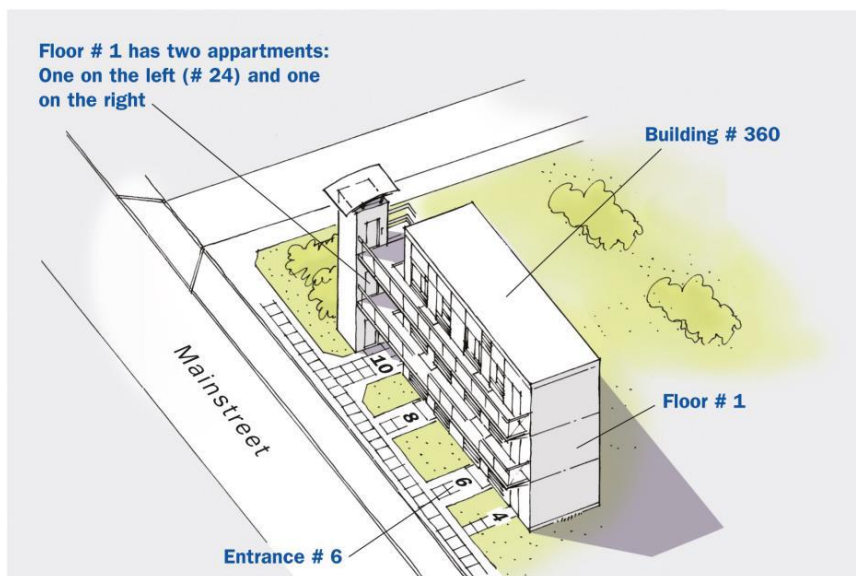 Floor # 1 has two appartments:
One on the left (# 24) and one
on the right
Building # 360
Mainstreet
10
8
Floor # 1
6
4
Entrance # 6